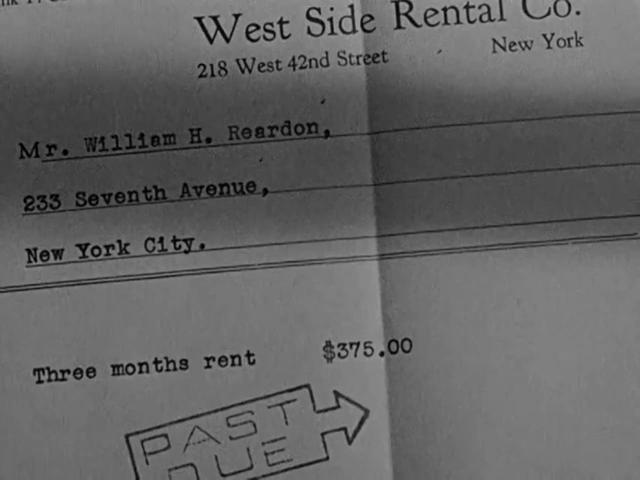 West Side Rental Co.
218 West 42nd Street
New York
Mr. William H. Reardon,
233 Seventh Avenue,
New York City.
Three months rent $375.00
PAST
DUE